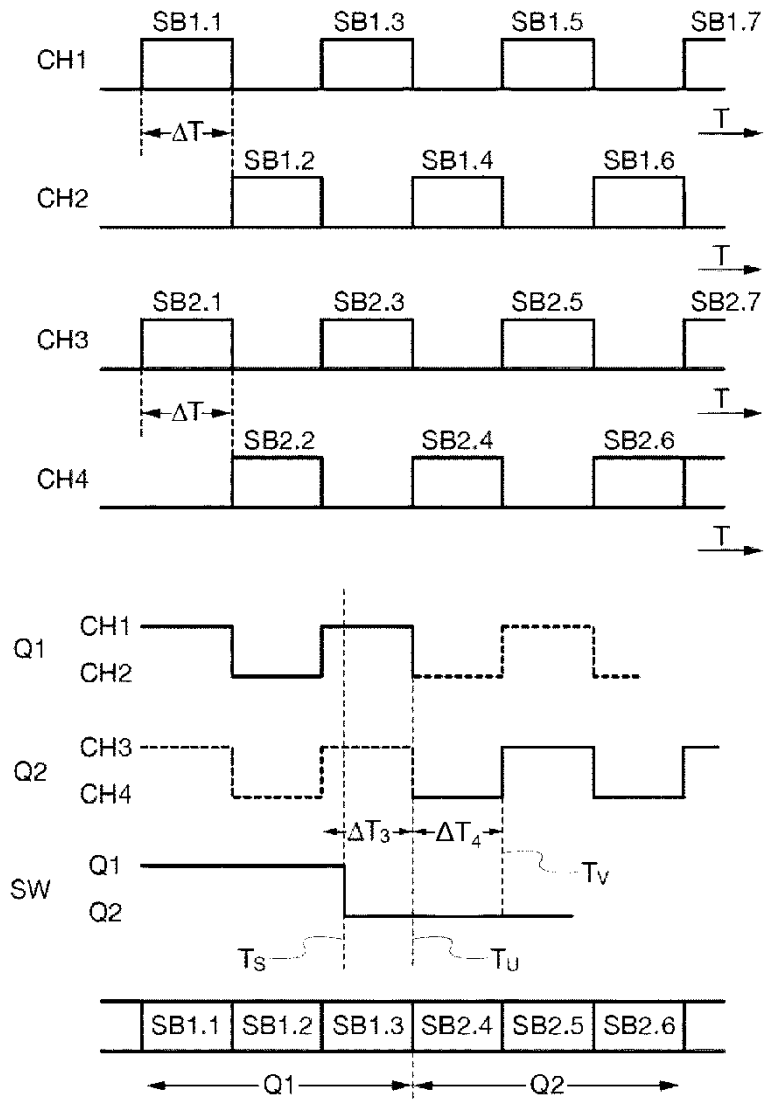 SB1.1 SB1.3 SB1.5 SB1.7
CH1
ΔT
T
SB1.2 SB1.4 SB1.6
CH2
T
SB2.1 SB2.3 SB2.5 SB2.7
CH3
ΔT
T
SB2.2 SB2.4 SB2.6
CH4
T
Q1 CH1
CH2
Q2 CH3
CH4
ΔT3 ΔT4
SW Q1
Q2
TV
TS TU
SB1.1 SB1.2 SB1.3 SB2.4 SB2.5 SB2.6
Q1 Q2